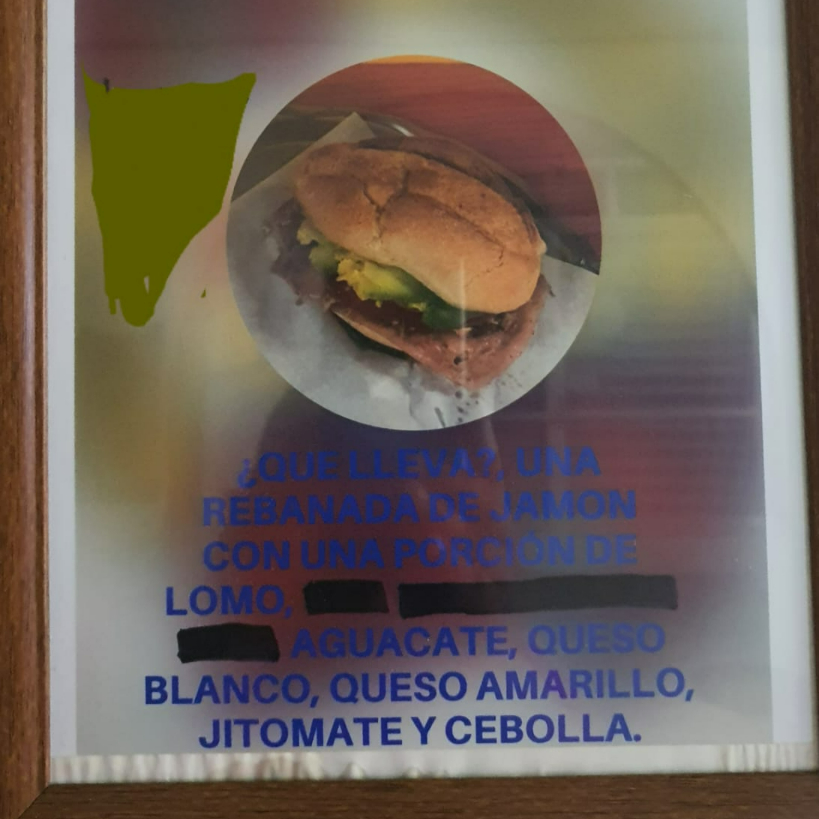 ¿QUE LLEVA?, UNA
REBANADA DE JAMON
CON UNA PORCIÓN DE
LOMO,
AGUACATE, QUESO
BLANCO, QUESO AMARILLO,
JITOMATE Y CEBOLLA.